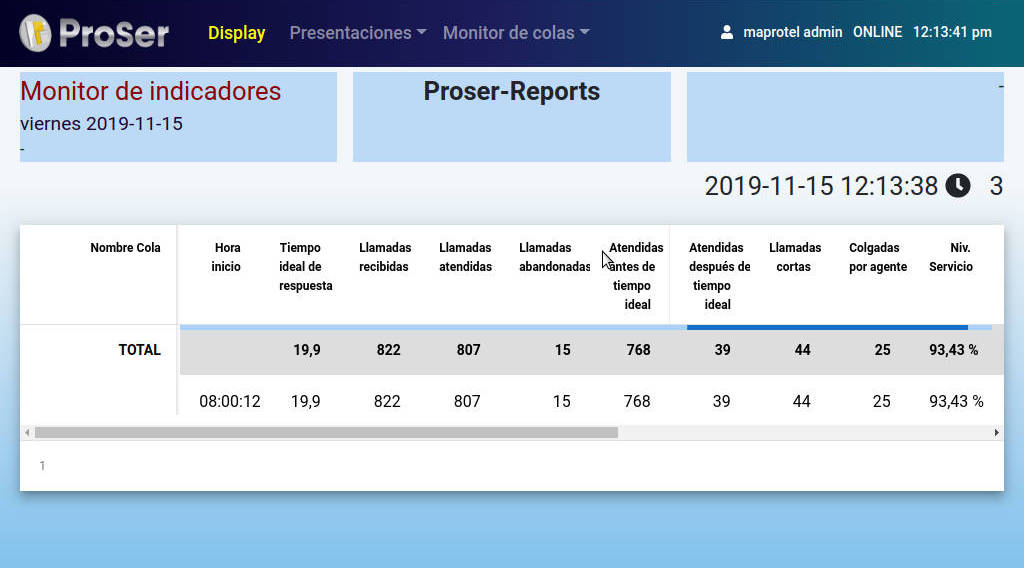 ProSer Display Presentaciones Monitor de colas maprotel admin ONLINE 12:13:41 pm
Monitor de indicadores
Proser-Reports
-
viernes 2019-11-15
-
2019-11-15 12:13:38 3
Nombre Cola
Hora inicio
Tiempo ideal de respuesta
Llamadas recibidas
Llamadas atendidas
Llamadas abandonadas
Atendidas antes de tiempo ideal
Atendidas después de tiempo ideal
Llamadas cortas
Colgadas por agente
Niv. Servicio
TOTAL 19,9 822 807 15 768 39 44 25 93,43 %
08:00:12 19,9 822 807 15 768 39 44 25 93,43 %
1